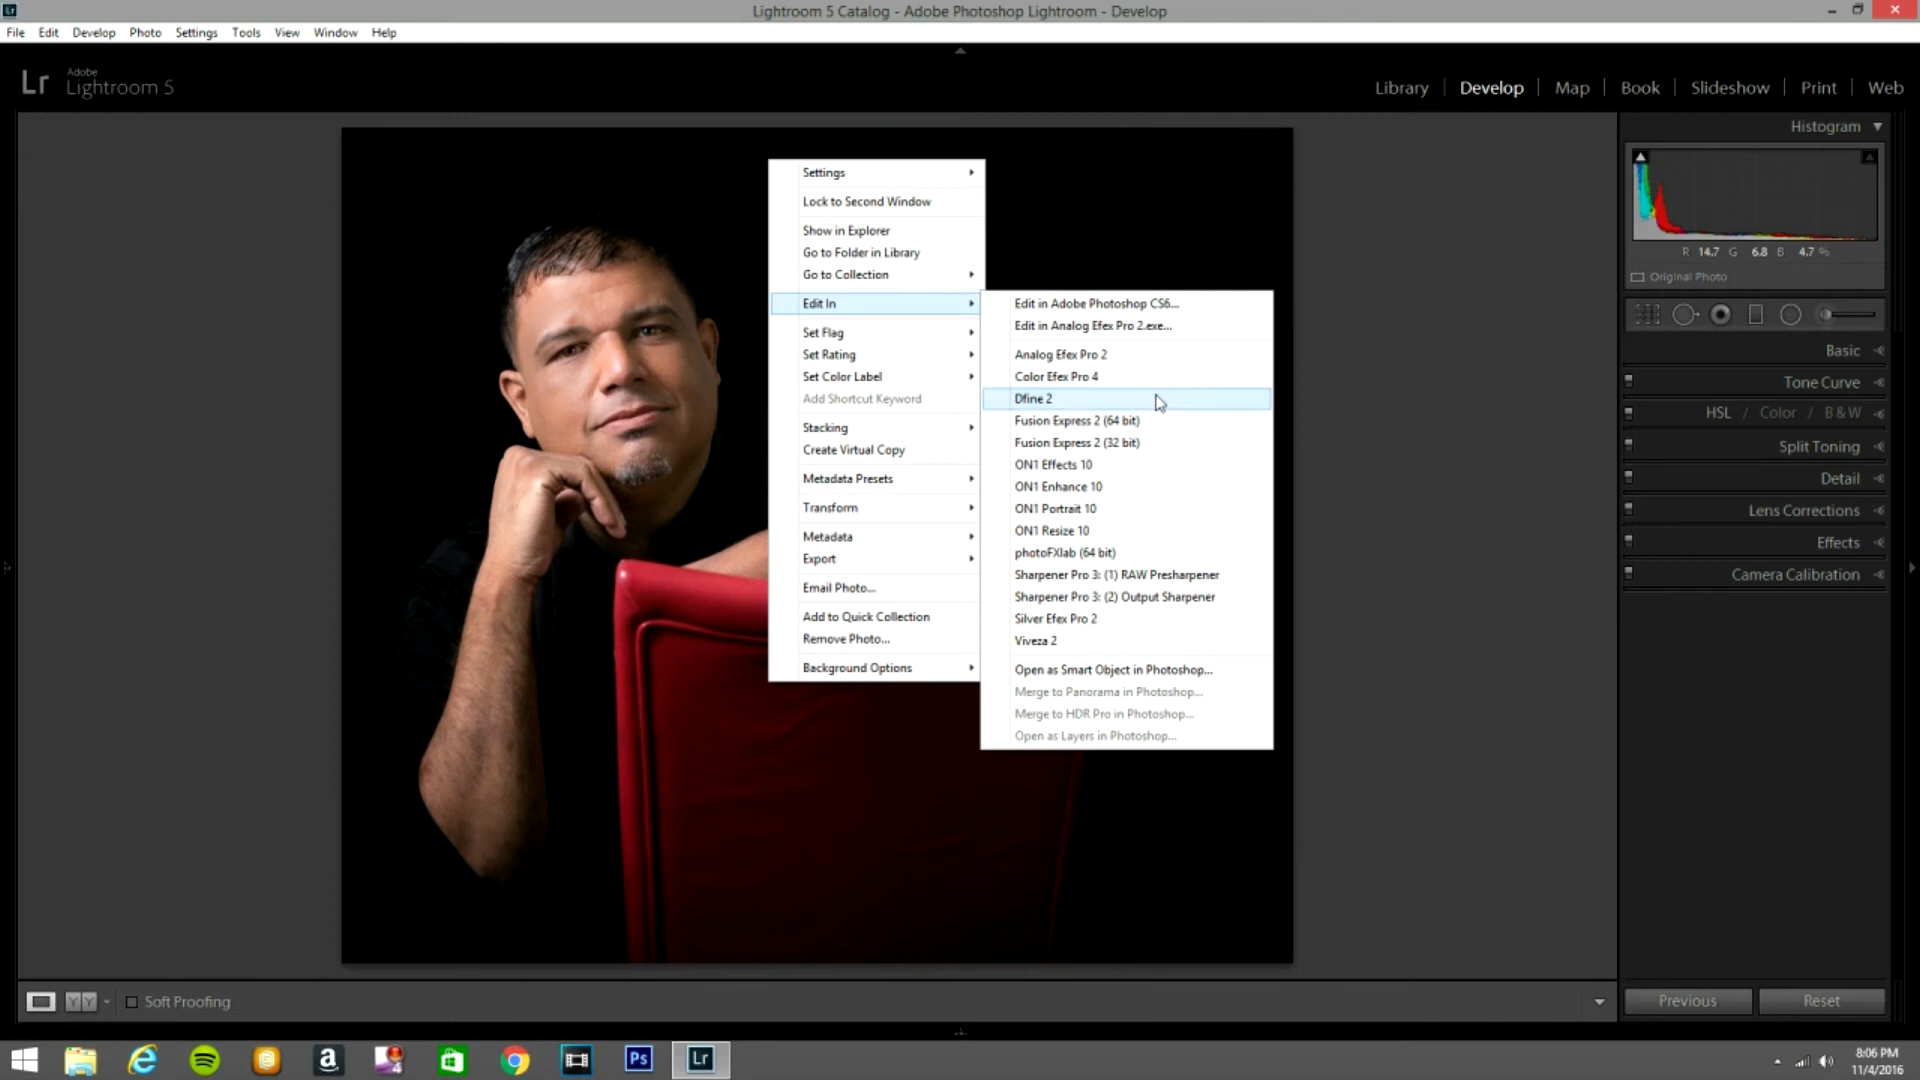 Lr
Lightroom 5 Catalog - Adobe Photoshop Lightroom - Develop
File Edit Develop Photo Settings Tools View Window Help
Lr
Adobe
Lightroom 5
Library Develop Map Book Slideshow Print Web
Histogram
R 14.7 G 6.8 B 4.7 %
Original Photo
Basic
Tone Curve
HSL / Color / B & W
Split Toning
Detail
Lens Corrections
Effects
Camera Calibration
Settings
Lock to Second Window
Show in Explorer
Go to Folder in Library
Go to Collection
Edit In
Set Flag
Set Rating
Set Color Label
Add Shortcut Keyword
Stacking
Create Virtual Copy
Metadata Presets
Transform
Metadata
Export
Email Photo...
Add to Quick Collection
Remove Photo...
Background Options
Edit in Adobe Photoshop CS6...
Edit in Analog Efex Pro 2.exe...
Analog Efex Pro 2
Color Efex Pro 4
Dfine 2
Fusion Express 2 (64 bit)
Fusion Express 2 (32 bit)
ON1 Effects 10
ON1 Enhance 10
ON1 Portrait 10
ON1 Resize 10
photoFXlab (64 bit)
Sharpener Pro 3: (1) RAW Presharpener
Sharpener Pro 3: (2) Output Sharpener
Silver Efex Pro 2
Viveza 2
Open as Smart Object in Photoshop...
Merge to Panorama in Photoshop...
Merge to HDR Pro in Photoshop...
Open as Layers in Photoshop...
YY Soft Proofing
Previous Reset
a 4 Ps Lr
8:06 PM
11/4/2016